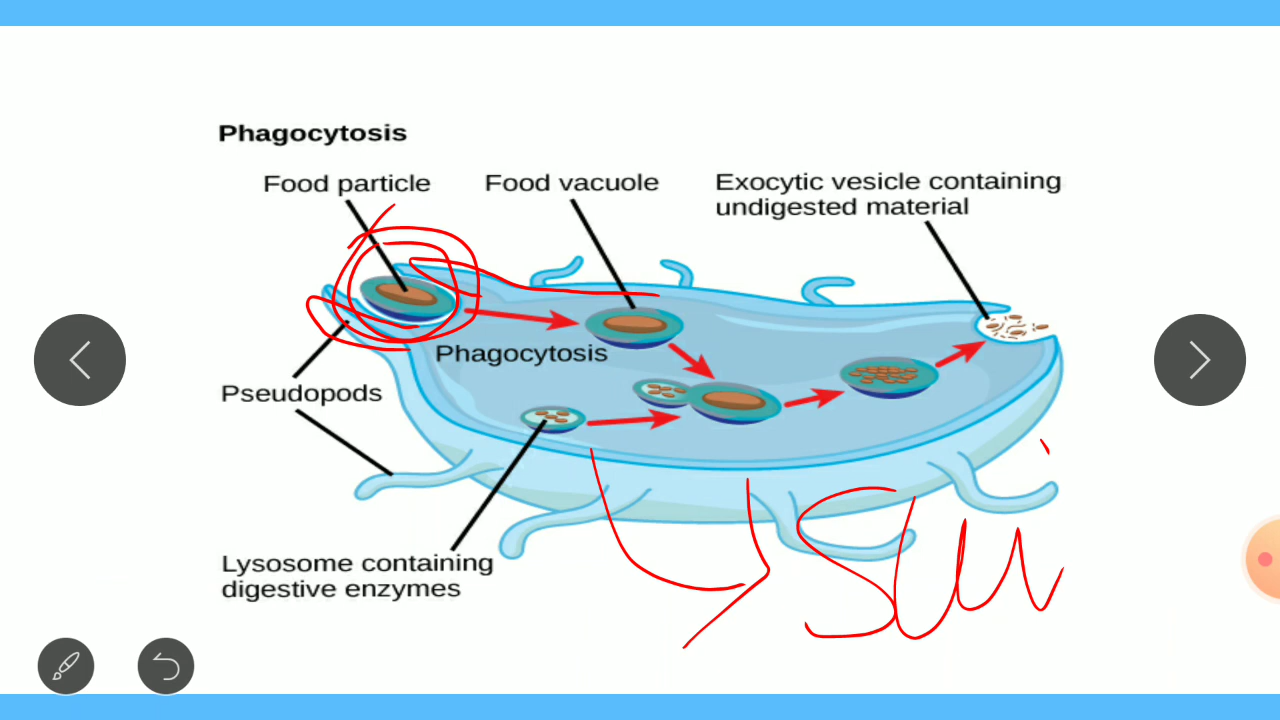 Phagocytosis
Food particle
Food vacuole
Exocytic vesicle containing
undigested material
Phagocytosis
Pseudopods
Lysosome containing
digestive enzymes